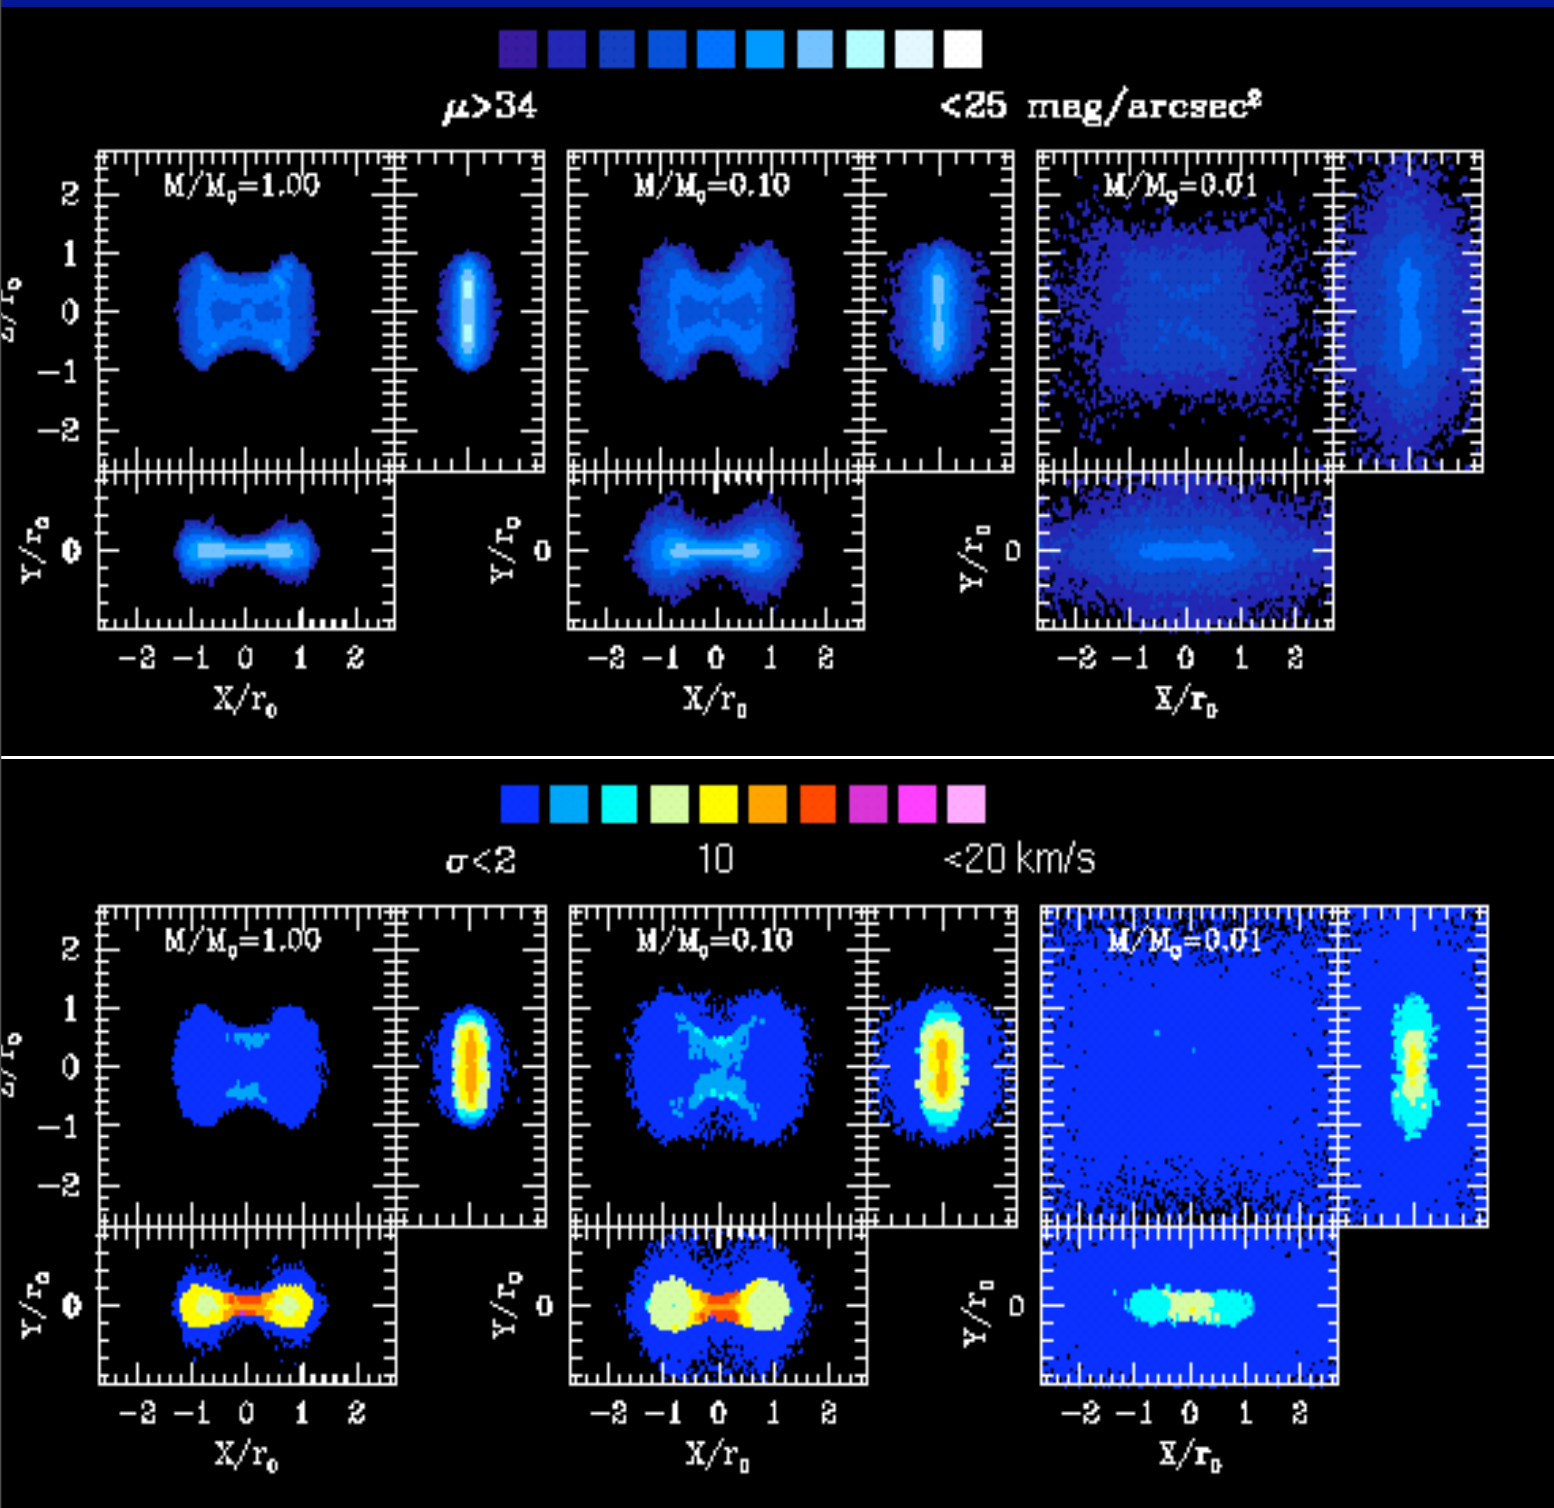 μ>34 <25 mag/arcsec²
M/M₀=1.00 M/M₀=0.10 M/M₀=0.01
2
1
0
−1
−2
Z/r₀
Y/r₀ 0 Y/r₀ 0 Y/r₀ 0
−2 −1 0 1 2 −2 −1 0 1 2 −2 −1 0 1 2
X/r₀ X/r₀ X/r₀
σ<2 10 <20 km/s
M/M₀=1.00 M/M₀=0.10 M/M₀=0.01
2
1
0
−1
−2
Z/r₀
Y/r₀ 0 Y/r₀ 0 Y/r₀ 0
−2 −1 0 1 2 −2 −1 0 1 2 −2 −1 0 1 2
X/r₀ X/r₀ X/r₀